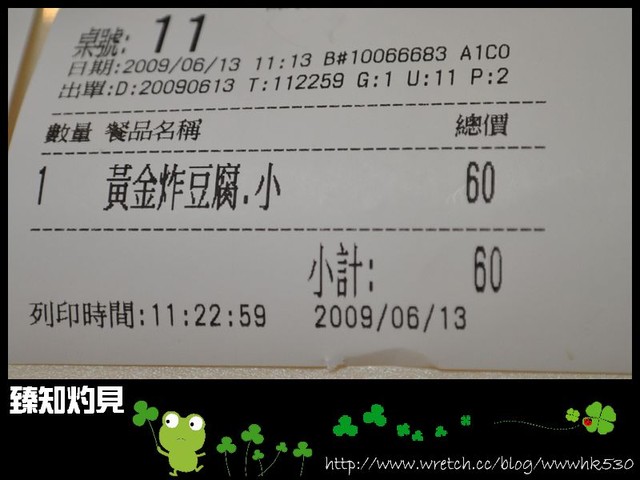 桌號: 11
日期:2009/06/13 11:13 B#10066683 A1C0
出單:D:20090613 T:112259 G:1 U:11 P:2
數量 餐品名稱 總價
1 黃金炸豆腐.小 60
小計: 60
列印時間:11:22:59 2009/06/13
臻知灼見
http://www.wretch.cc/blog/wwwhk530